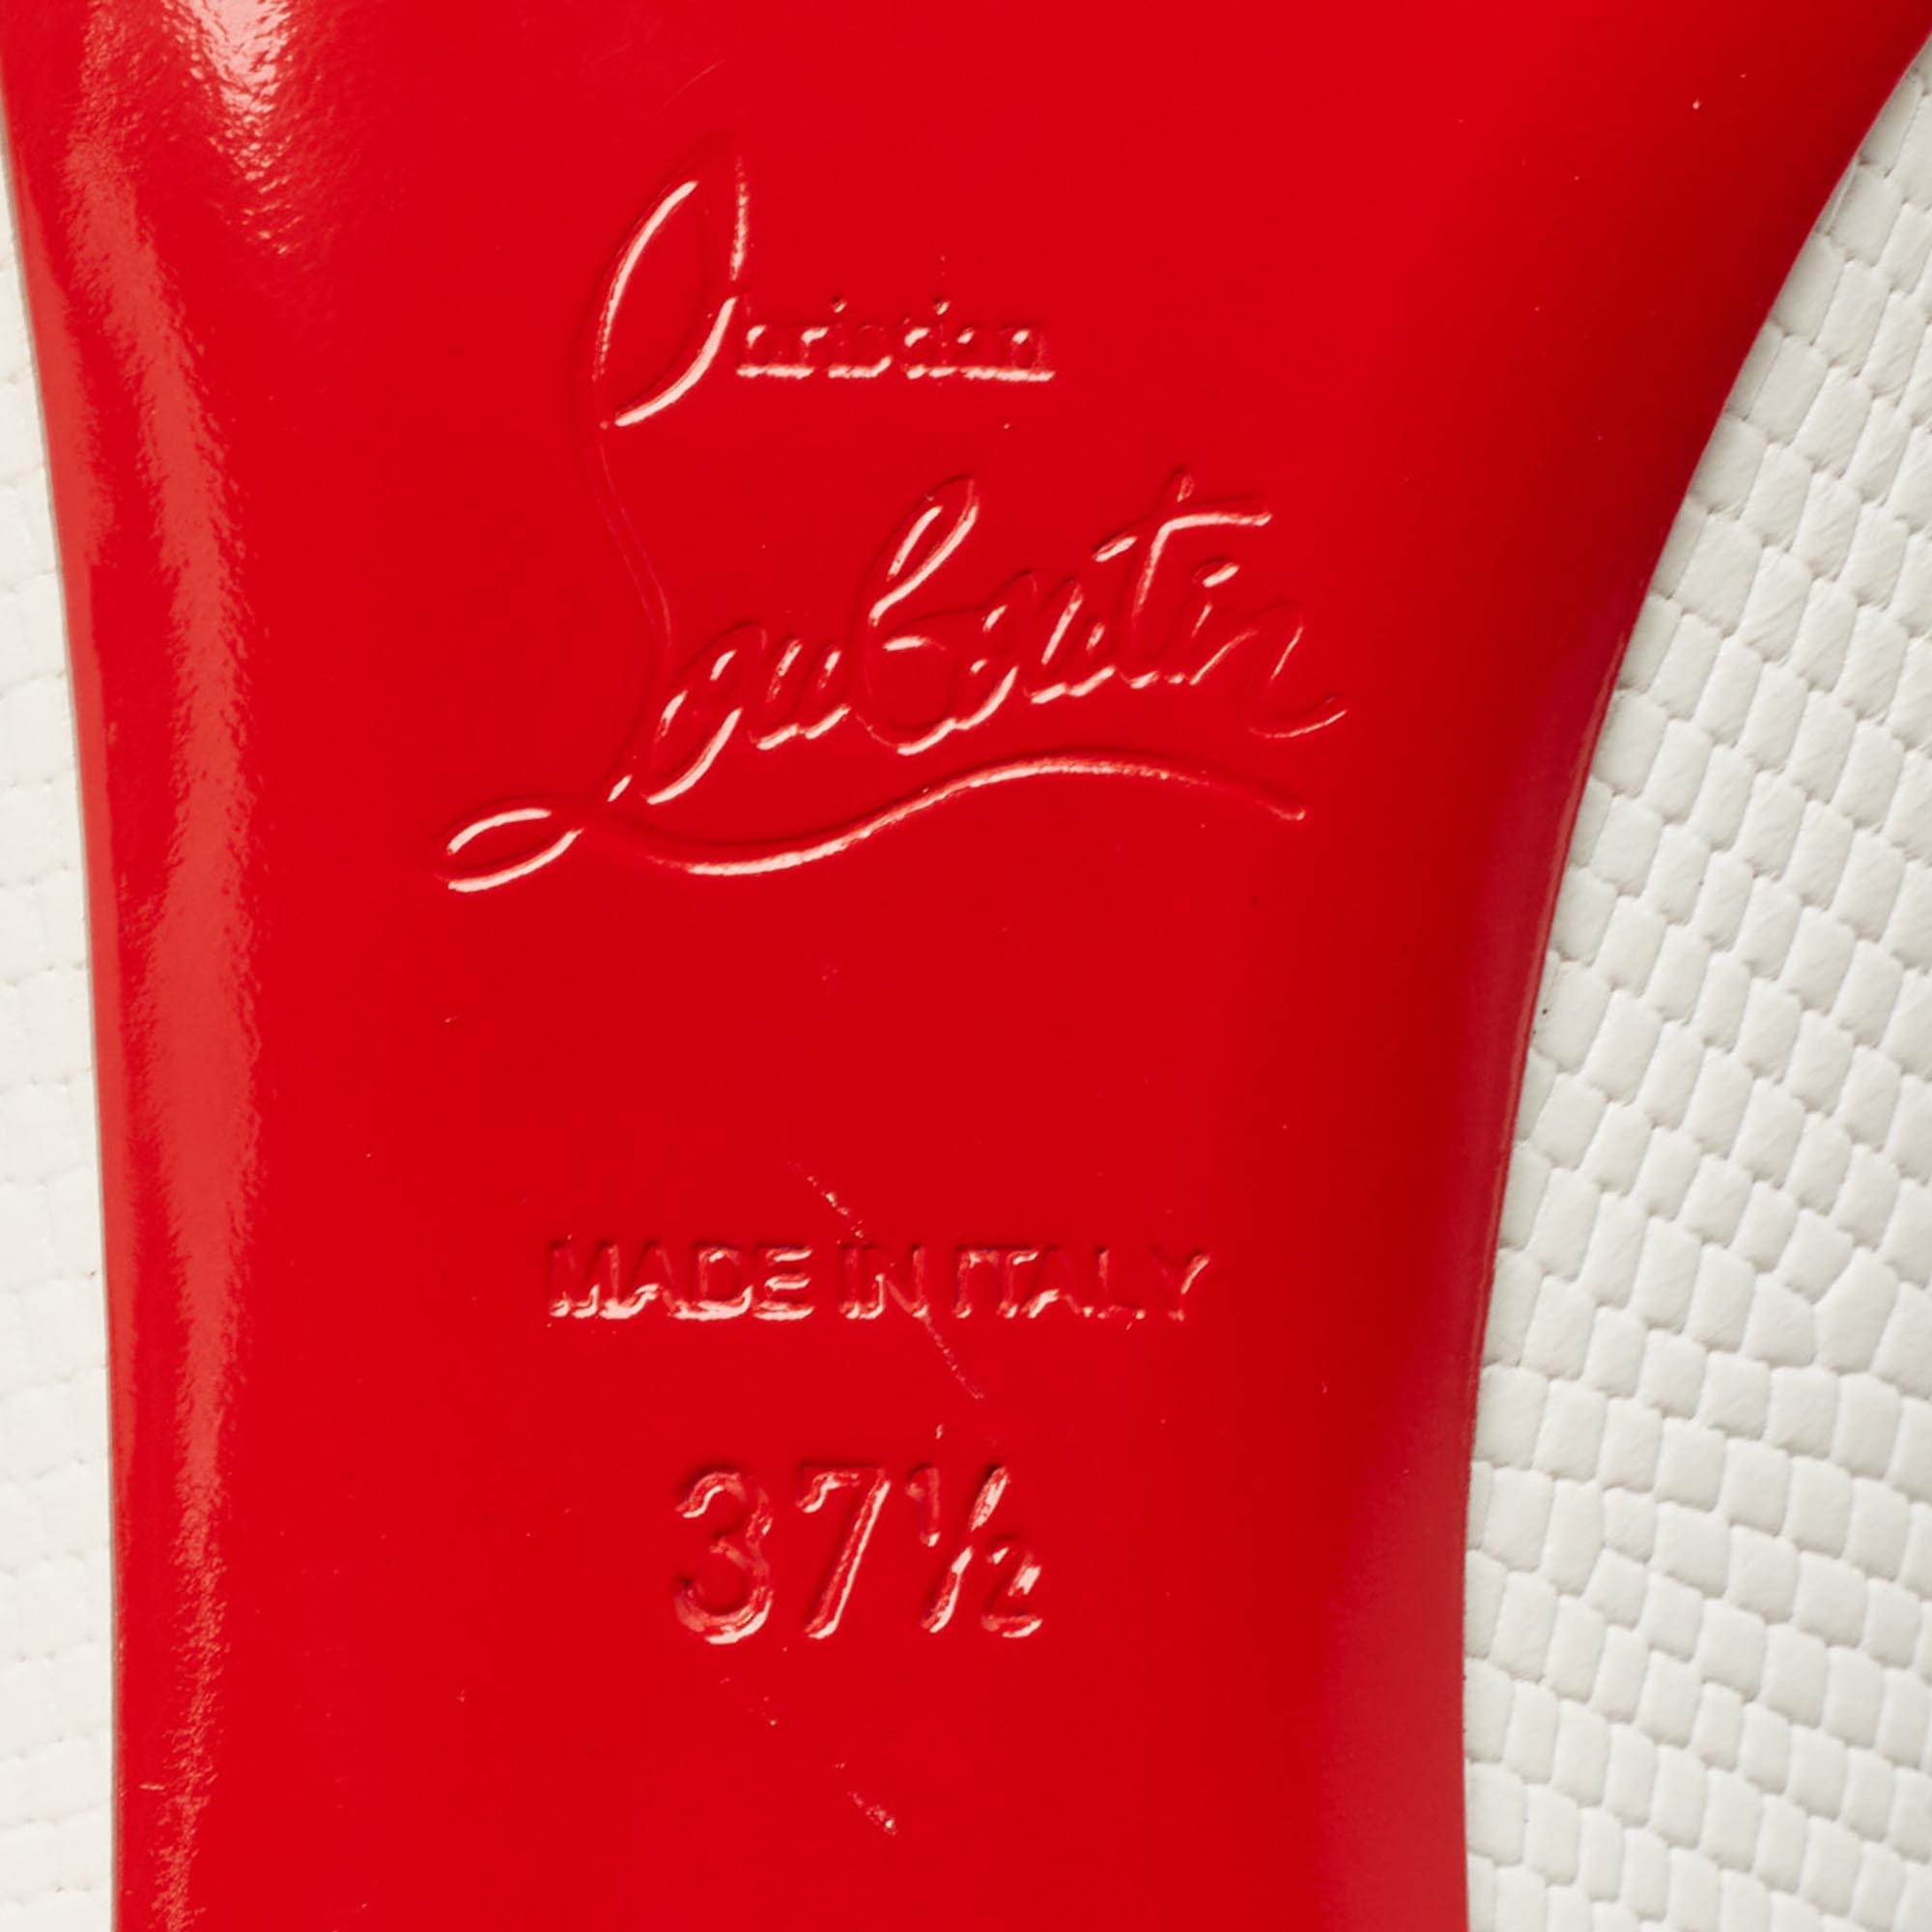 Christian
Louboutin
MADE IN ITALY
37½